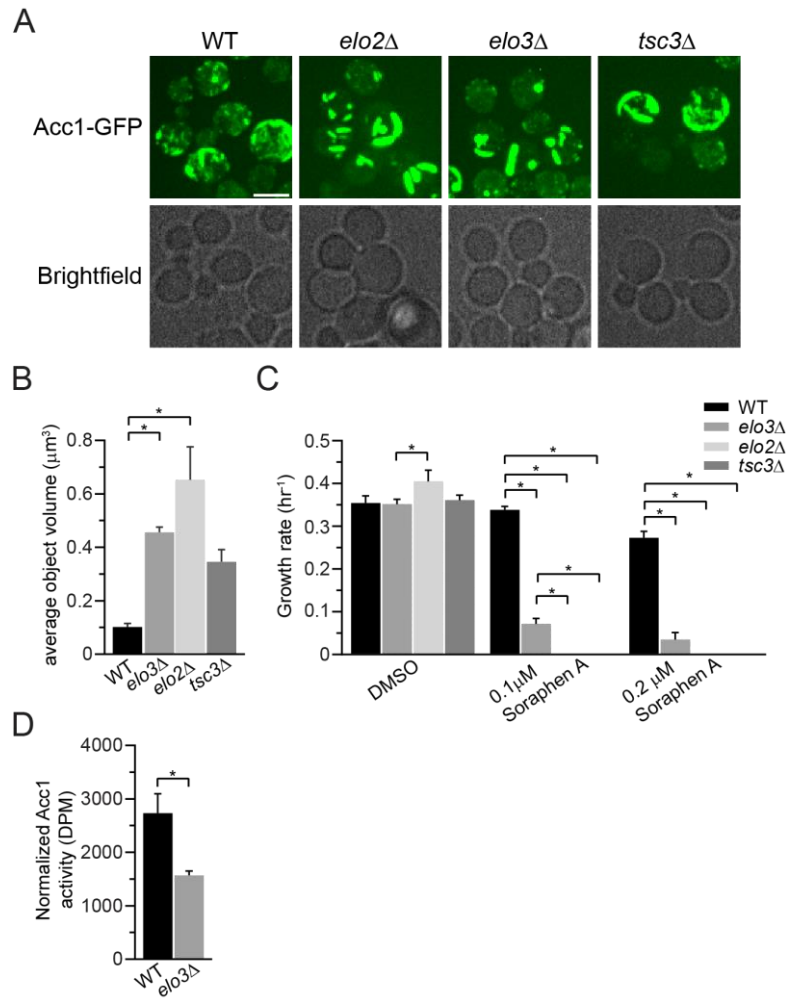 A
WT
elo2Δ
elo3Δ
tsc3Δ
Acc1-GFP
Brightfield
B
average object volume (μm³)
0.8
0.6
0.4
0.2
0
*
*
WT
elo3Δ
elo2Δ
tsc3Δ
C
WT
elo3Δ
elo2Δ
tsc3Δ
Growth rate (hr⁻¹)
0.5
0.4
0.3
0.2
0.1
0
*
*
*
*
*
*
*
*
*
DMSO
0.1μM
Soraphen A
0.2 μM
Soraphen A
D
Normalized Acc1
activity (DPM)
4000
3000
2000
1000
0
*
WT
elo3Δ